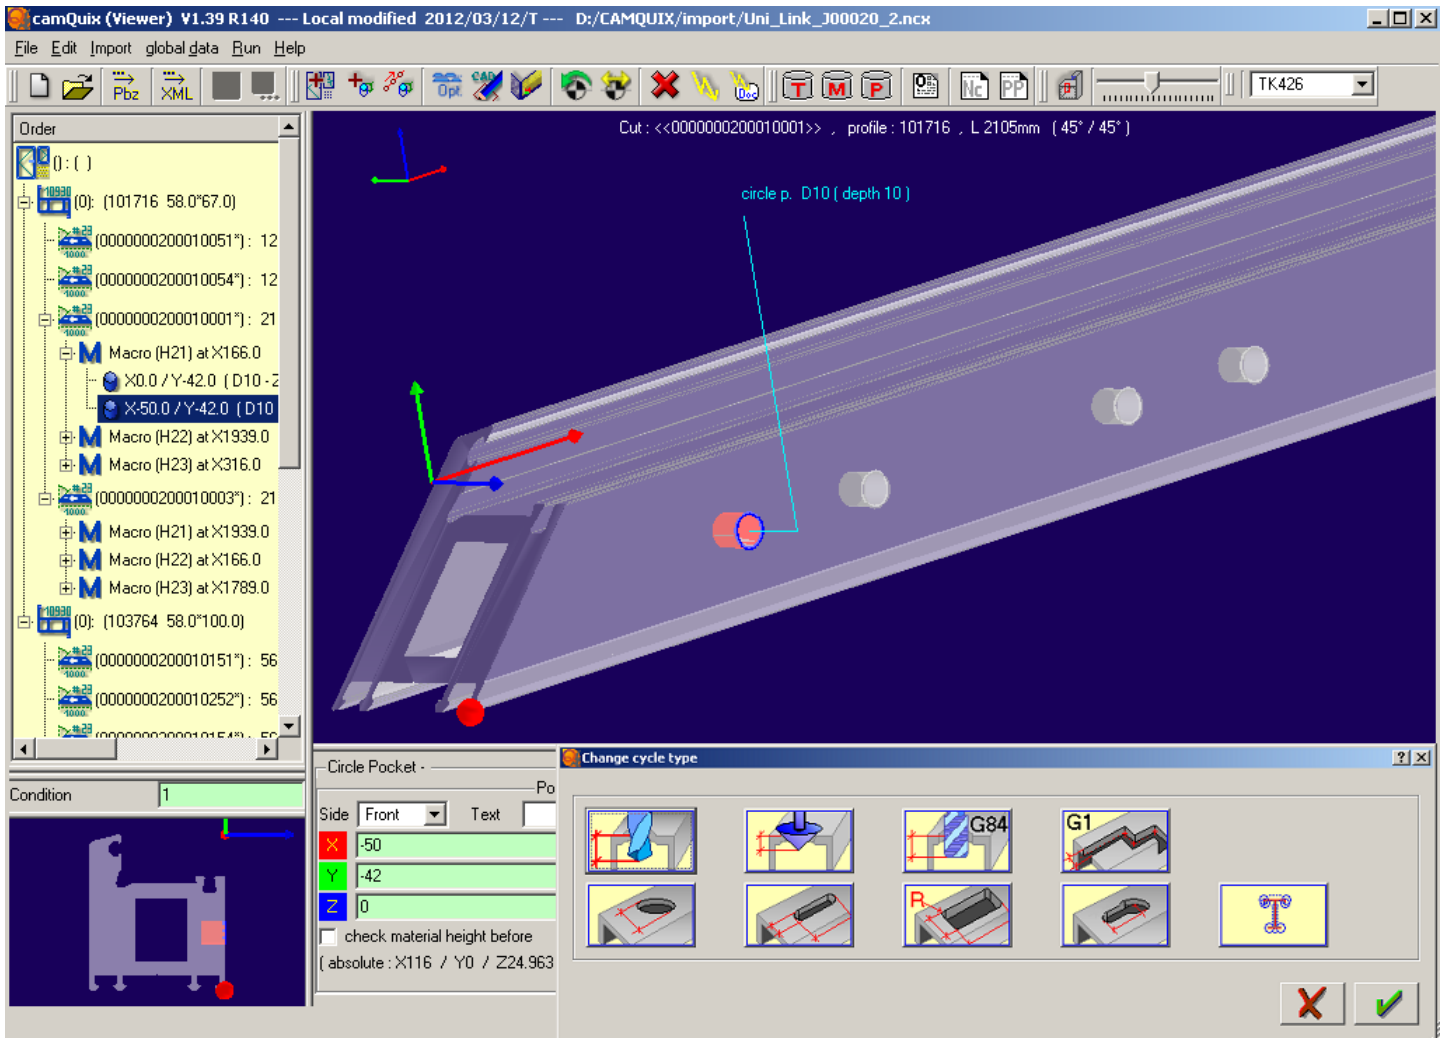 camQuix (Viewer) V1.39 R140 --- Local modified 2012/03/12/T --- D:/CAMQUIX/import/Uni_Link_J00020_2.ncx
File Edit Import global data Run Help
Pbz XML Opt. CAD Doc T M P Nc PP TK426
Order
() : ( )
(0): (101716 58.0*67.0)
(0000000200010051*) : 12
(0000000200010054*) : 12
(0000000200010001*) : 21
Macro (H21) at X166.0
X0.0 / Y-42.0 ( D10 - Z
X-50.0 / Y-42.0 ( D10
Macro (H22) at X1939.0
Macro (H23) at X316.0
(0000000200010003*) : 21
Macro (H21) at X1939.0
Macro (H22) at X166.0
Macro (H23) at X1789.0
(0): (103764 58.0*100.0)
(0000000200010151*) : 56
(0000000200010252*) : 56
Cut : <<0000000200010001>> , profile : 101716 , L 2105mm ( 45° / 45° )
circle p. D10 ( depth 10 )
Condition 1
Circle Pocket -
Po
Side Front Text
X -50
Y -42
Z 0
check material height before
( absolute : X116 / Y0 / Z24.963
Change cycle type
G84 G1
R